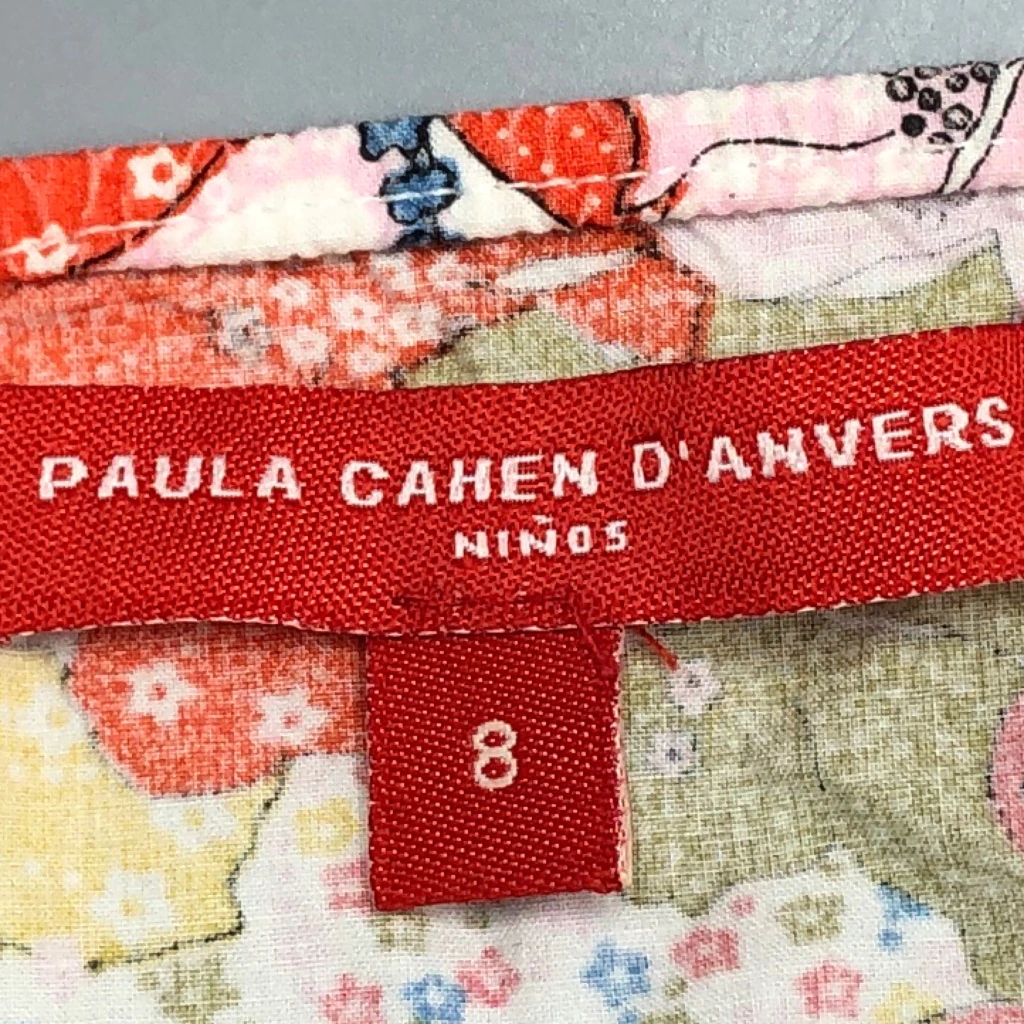 PAULA CAHEN D'ANVERS
NIÑOS
8